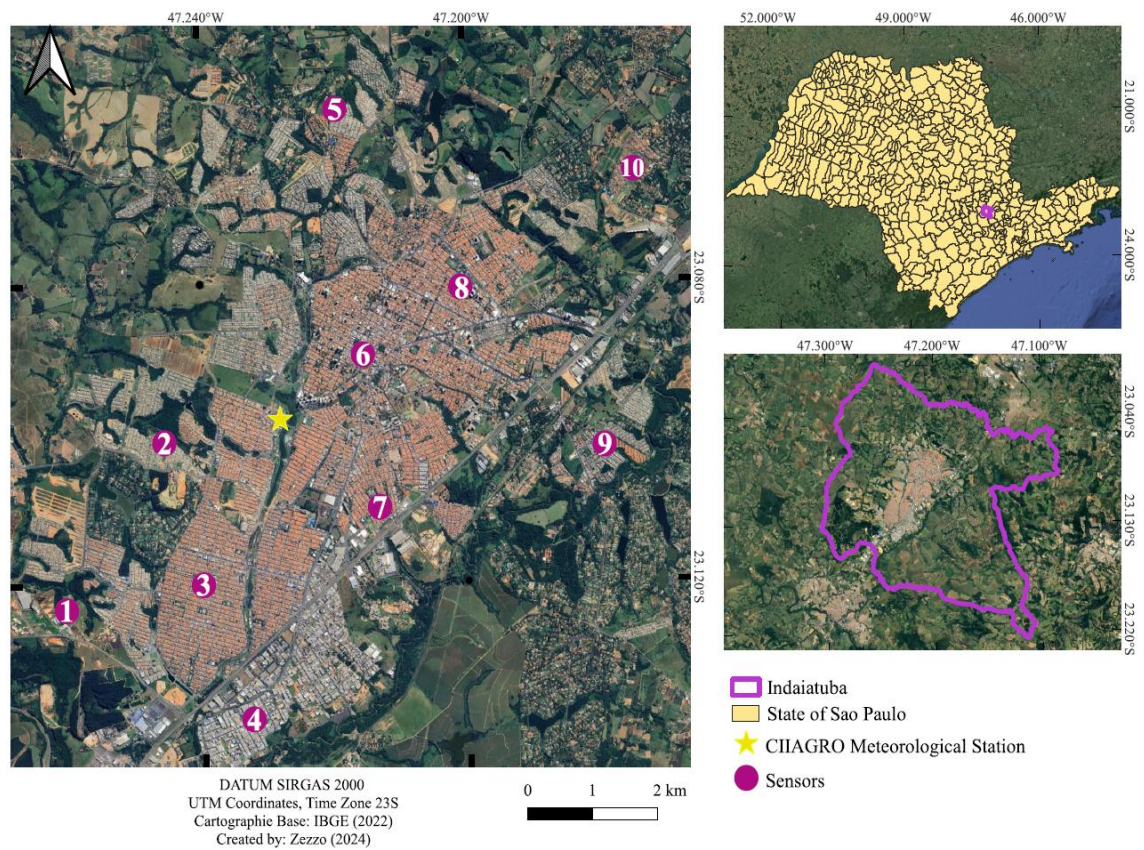 47.240°W
47.200°W
23.080°S
23.120°S
5
10
8
6
2
9
7
3
1
4
52.000°W
49.000°W
46.000°W
21.000°S
24.000°S
47.300°W
47.200°W
47.100°W
23.040°S
23.130°S
23.220°S
Indaiatuba
State of Sao Paulo
CIIAGRO Meteorological Station
Sensors
DATUM SIRGAS 2000
UTM Coordinates, Time Zone 23S
Cartographie Base: IBGE (2022)
Created by: Zezzo (2024)
0 1 2 km